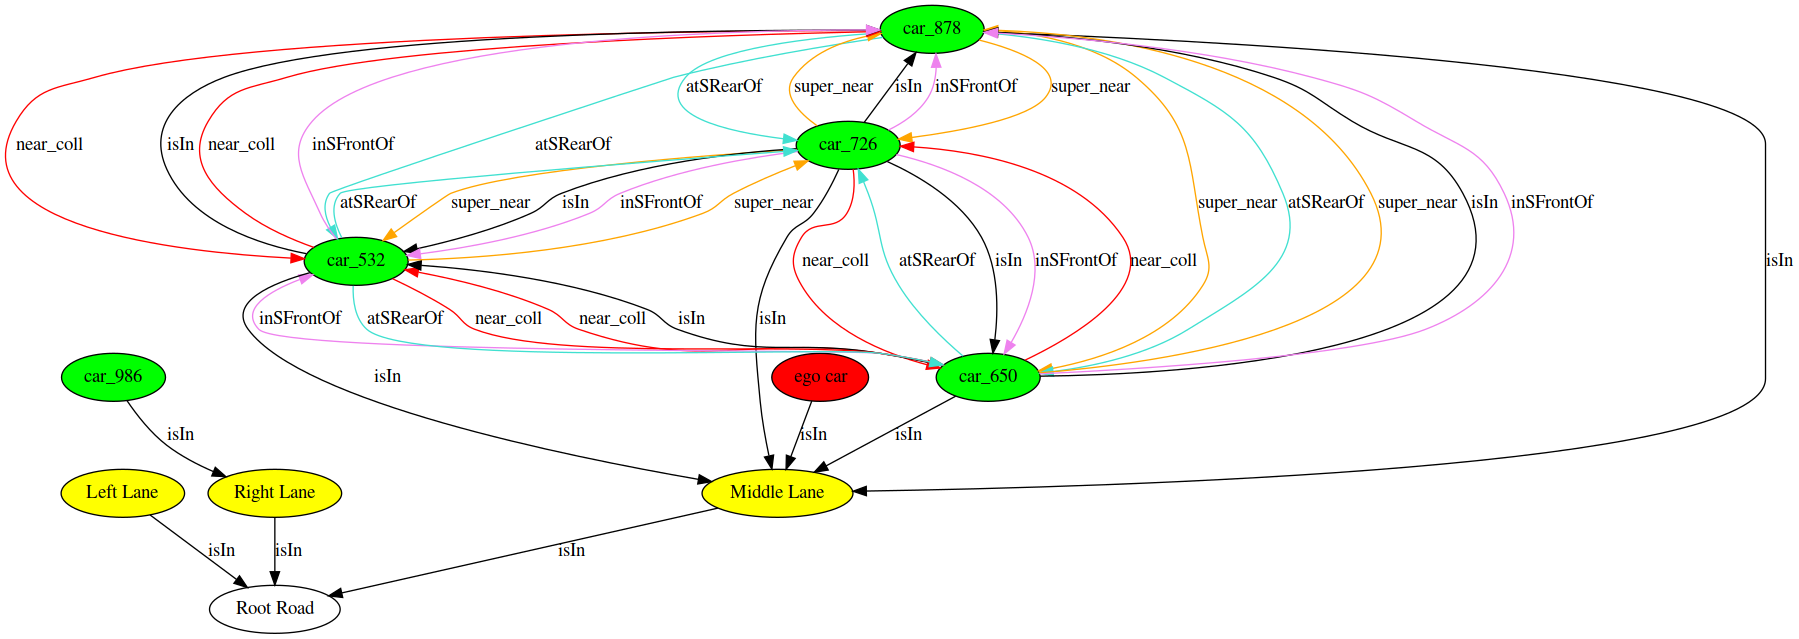 car_878
atSRearOf super_near isIn inSFrontOf super_near
near_coll isIn near_coll inSFrontOf atSRearOf car_726
atSRearOf super_near isIn inSFrontOf super_near super_near atSRearOf super_near isIn inSFrontOf
car_532 near_coll atSRearOf isIn inSFrontOf near_coll isIn
inSFrontOf atSRearOf near_coll near_coll isIn isIn
car_986 isIn ego car car_650
isIn isIn isIn
Left Lane Right Lane Middle Lane
isIn isIn isIn
Root Road